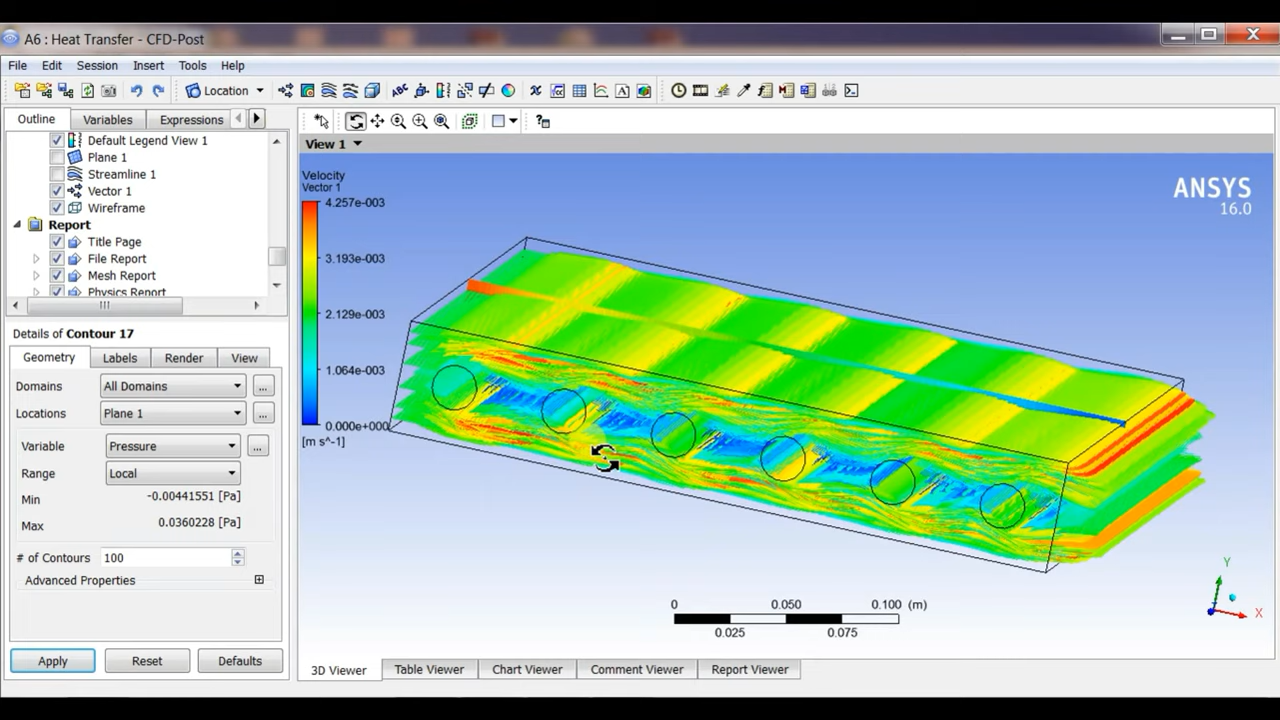 A6 : Heat Transfer - CFD-Post
File Edit Session Insert Tools Help
Location
Outline Variables Expressions
Default Legend View 1
Plane 1
Streamline 1
Vector 1
Wireframe
Report
Title Page
File Report
Mesh Report
Physics Report
Details of Contour 17
Geometry Labels Render View
Domains All Domains ...
Locations Plane 1 ...
Variable Pressure ...
Range Local
Min -0.00441551 [Pa]
Max 0.0360228 [Pa]
# of Contours 100
Advanced Properties
Apply Reset Defaults
View 1
Velocity
Vector 1
4.257e-003
3.193e-003
2.129e-003
1.064e-003
0.000e+000
[m s^-1]
ANSYS
16.0
0 0.050 0.100 (m)
0.025 0.075
Y
X
3D Viewer Table Viewer Chart Viewer Comment Viewer Report Viewer